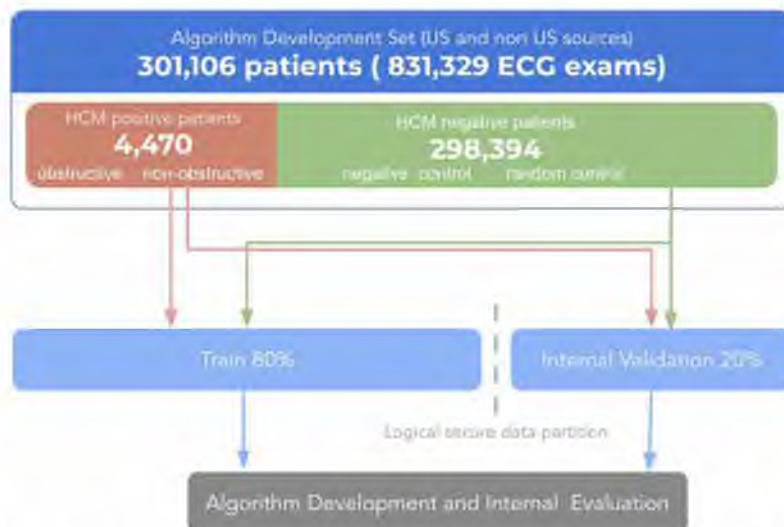 Algorithm Development Set (US and non US sources)
301,106 patients ( 831,329 ECG exams)
HCM positive patients
4,470
obstructive non-obstructive
HCM negative patients
298,394
negative control random control
Train 80%
Internal Validation 20%
Logical secure data partition
Algorithm Development and Internal Evaluation